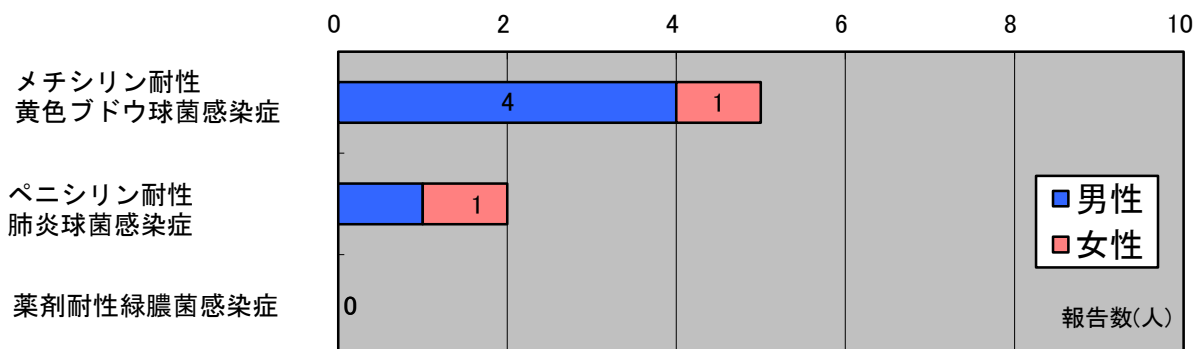 0 2 4 6 8 10
メチシリン耐性
黄色ブドウ球菌感染症
4 1
ペニシリン耐性
肺炎球菌感染症
1
男性
女性
薬剤耐性緑膿菌感染症
0
報告数(人)